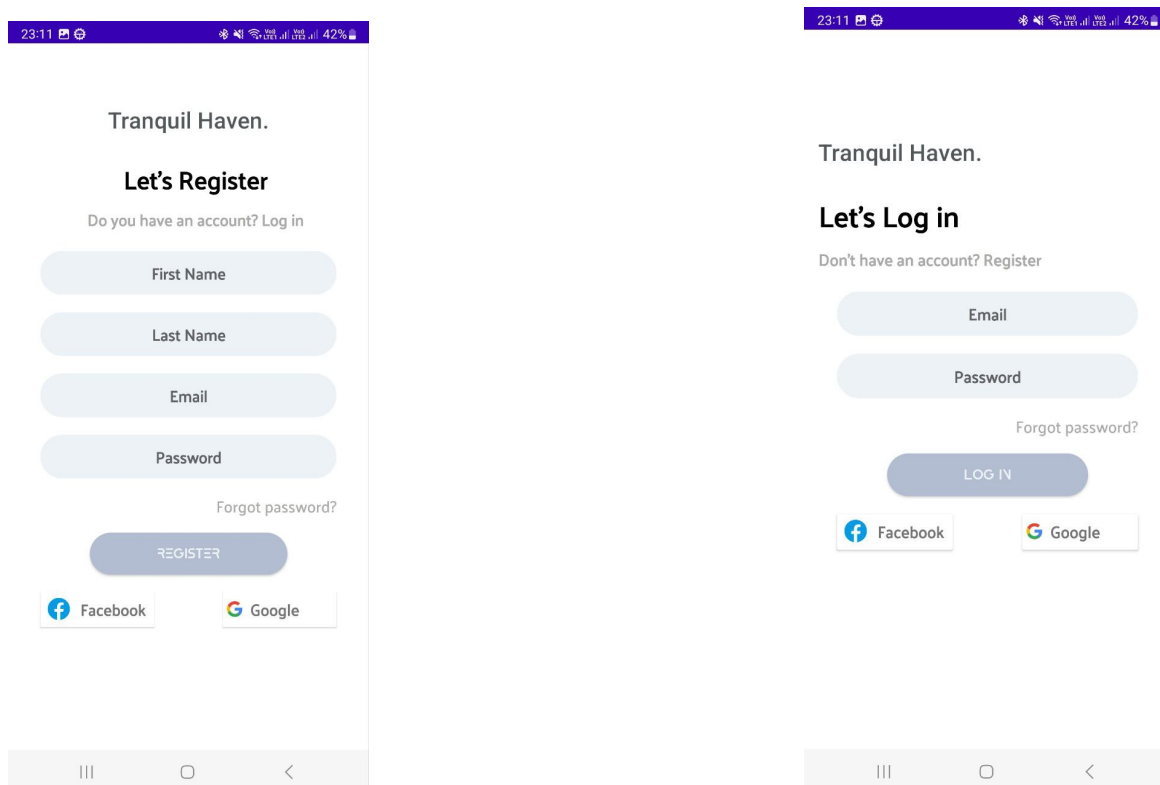 23:11 42%
Tranquil Haven.
Let's Register
Do you have an account? Log in
First Name
Last Name
Email
Password
Forgot password?
REGISTER
Facebook Google
23:11 42%
Tranquil Haven.
Let's Log in
Don't have an account? Register
Email
Password
Forgot password?
LOG IN
Facebook Google